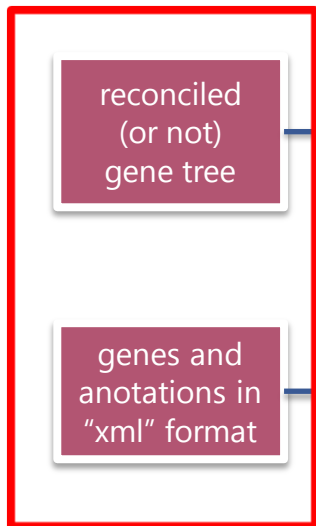 reconciled
(or not)
gene tree
genes and
anotations in
“xml” format